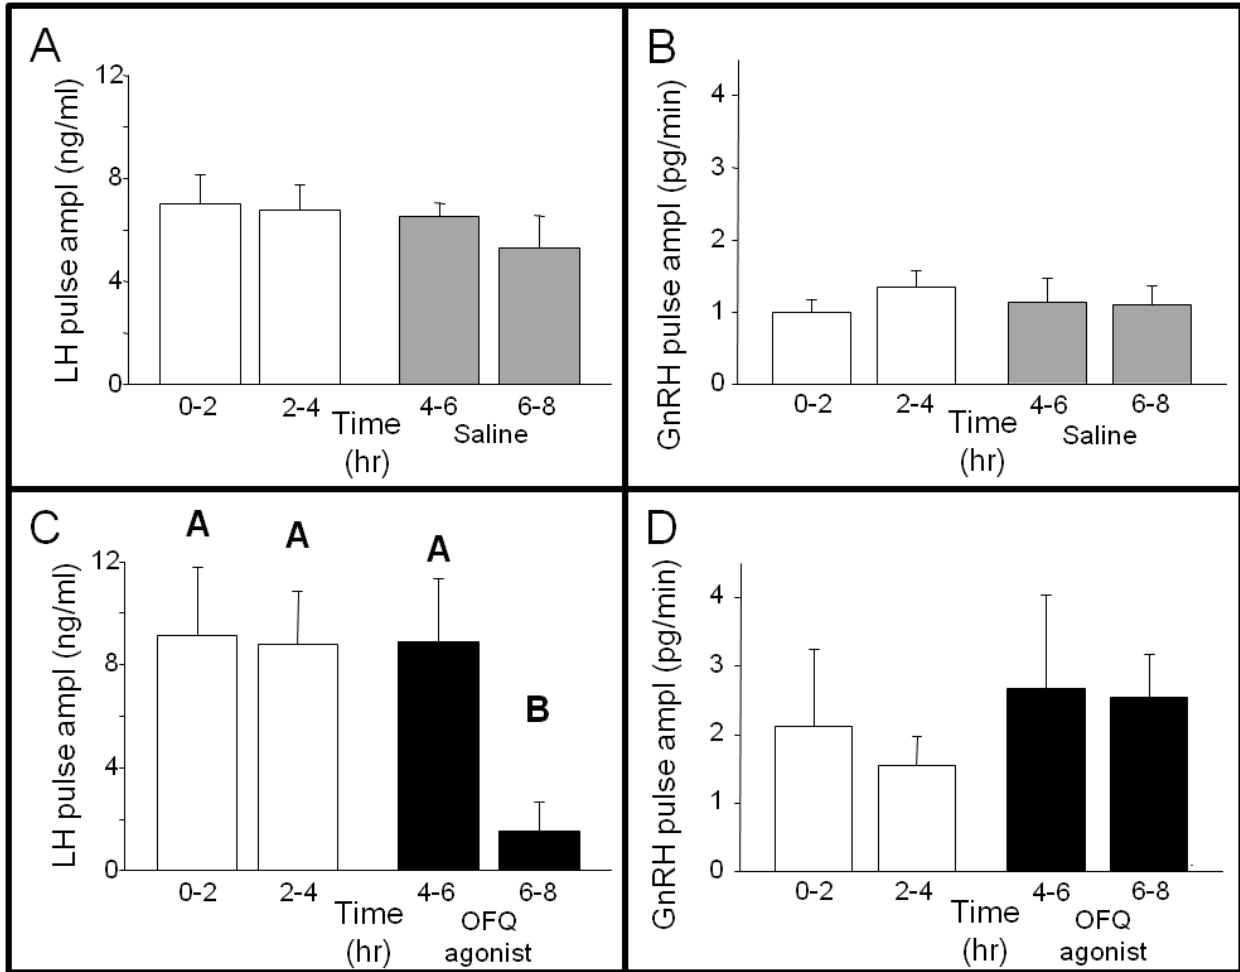 A
LH pulse ampl (ng/ml)
12
8
4
0
0-2
2-4
4-6
6-8
Time
(hr)
Saline
B
GnRH pulse ampl (pg/min)
4
3
2
1
0
0-2
2-4
4-6
6-8
Time
(hr)
Saline
C
LH pulse ampl (ng/ml)
12
8
4
0
A
A
A
B
0-2
2-4
4-6
6-8
Time
(hr)
OFQ
agonist
D
GnRH pulse ampl (pg/min)
4
3
2
1
0
0-2
2-4
4-6
6-8
Time
(hr)
OFQ
agonist